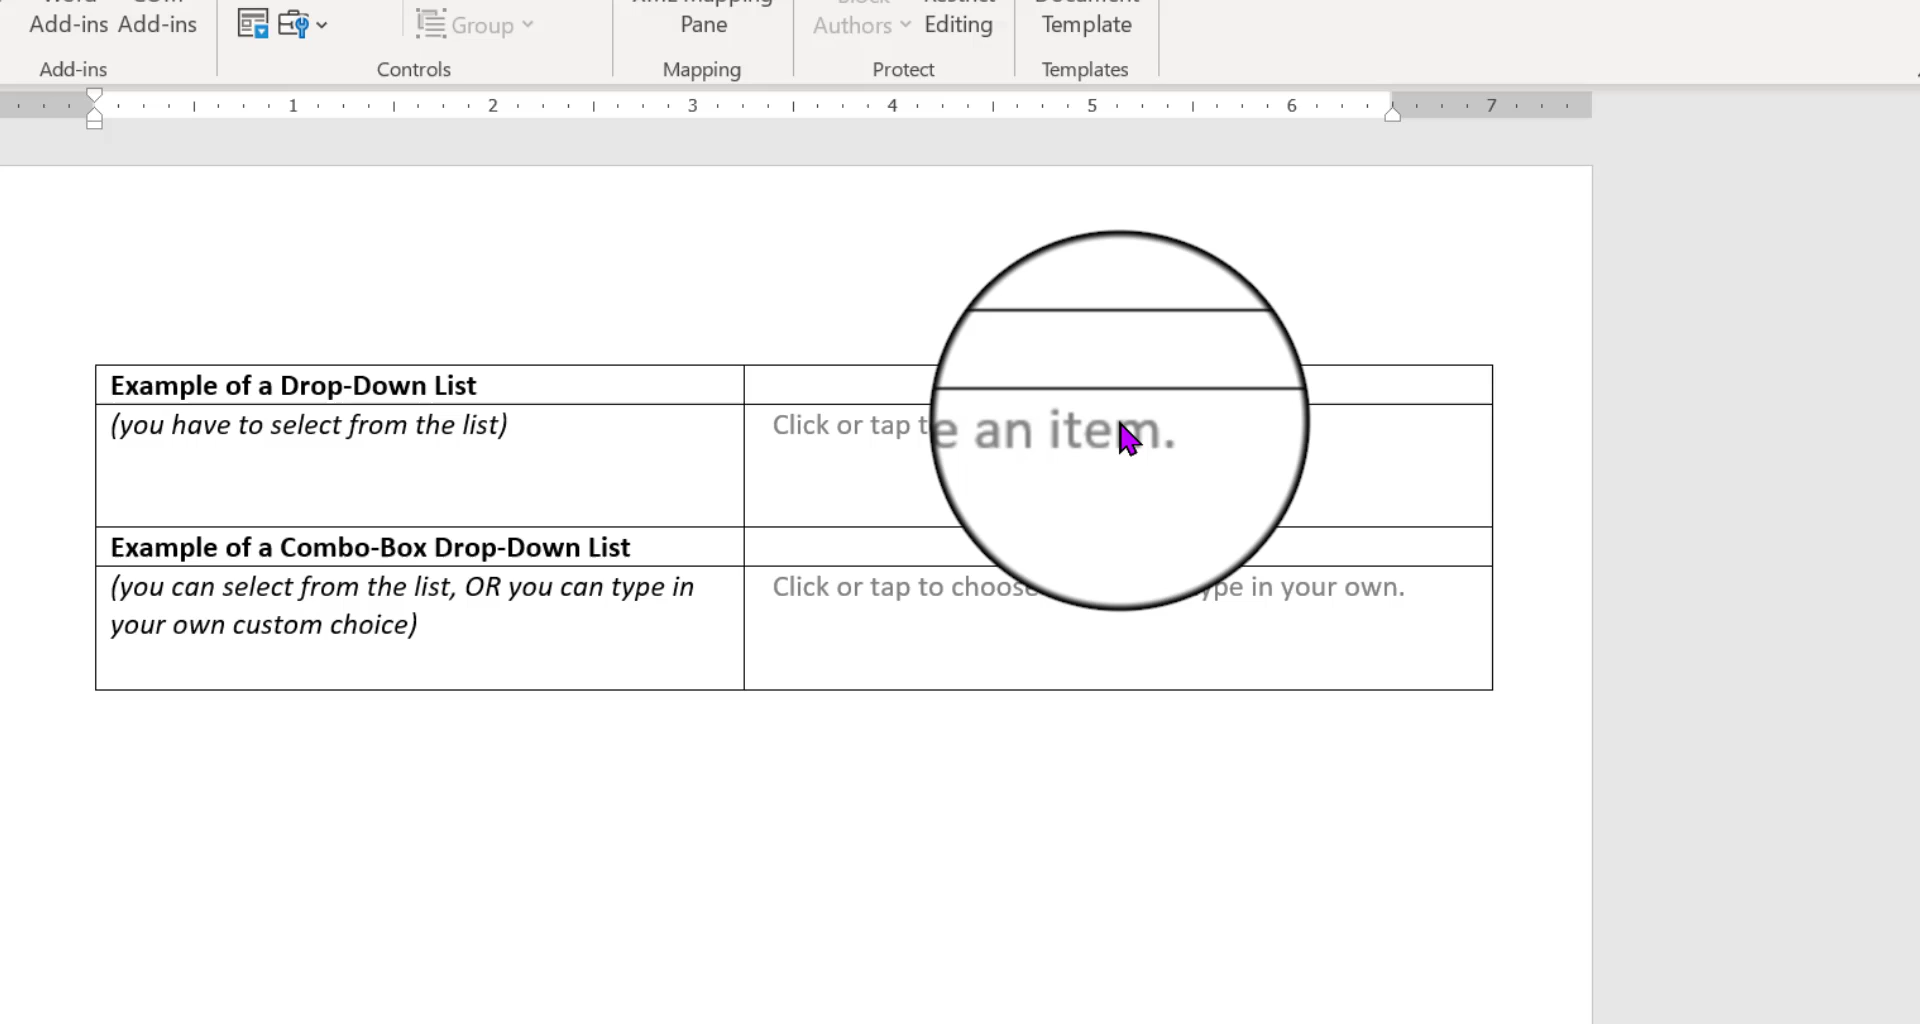 Add-ins Add-ins Group Pane Authors Editing Template
Add-ins Controls Mapping Protect Templates
1 2 3 4 5 6 7
Example of a Drop-Down List
(you have to select from the list) Click or tap
e an item.
Example of a Combo-Box Drop-Down List
(you can select from the list, OR you can type in Click or tap to choose in your own.
your own custom choice)